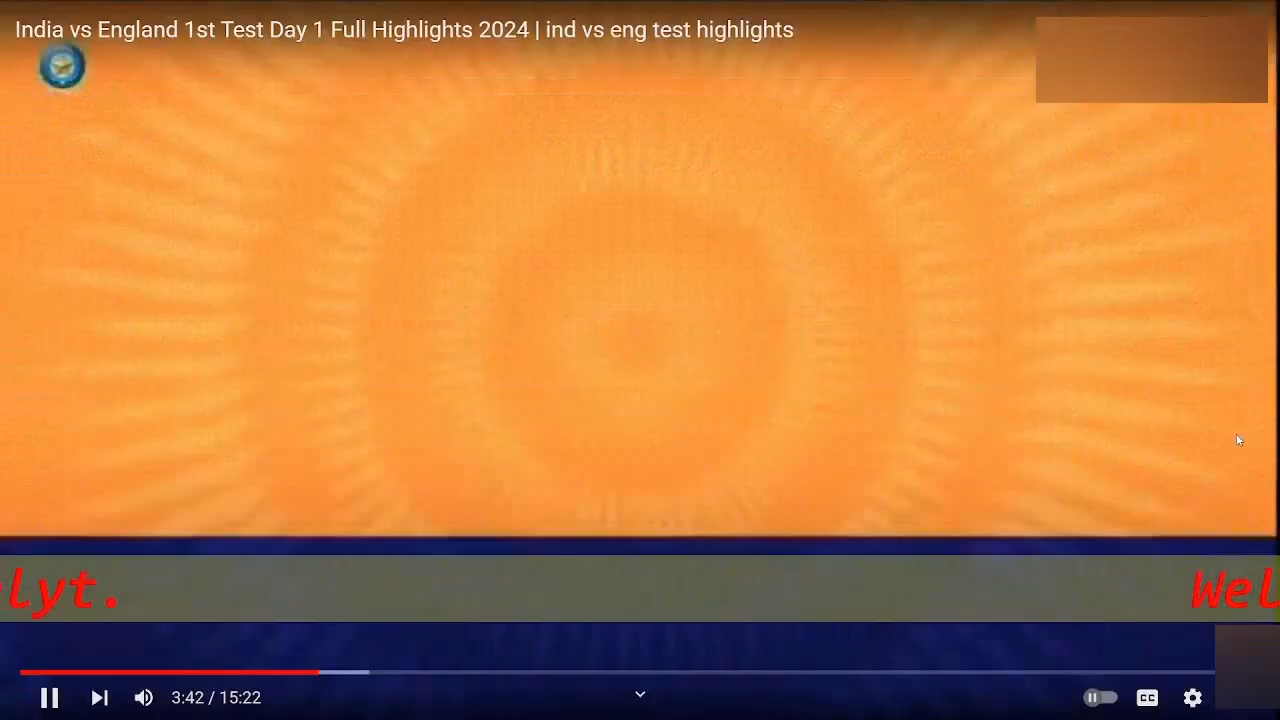 India vs England 1st Test Day 1 Full Highlights 2024 | ind vs eng test highlights
lyt. Wel
3:42 / 15:22
CC